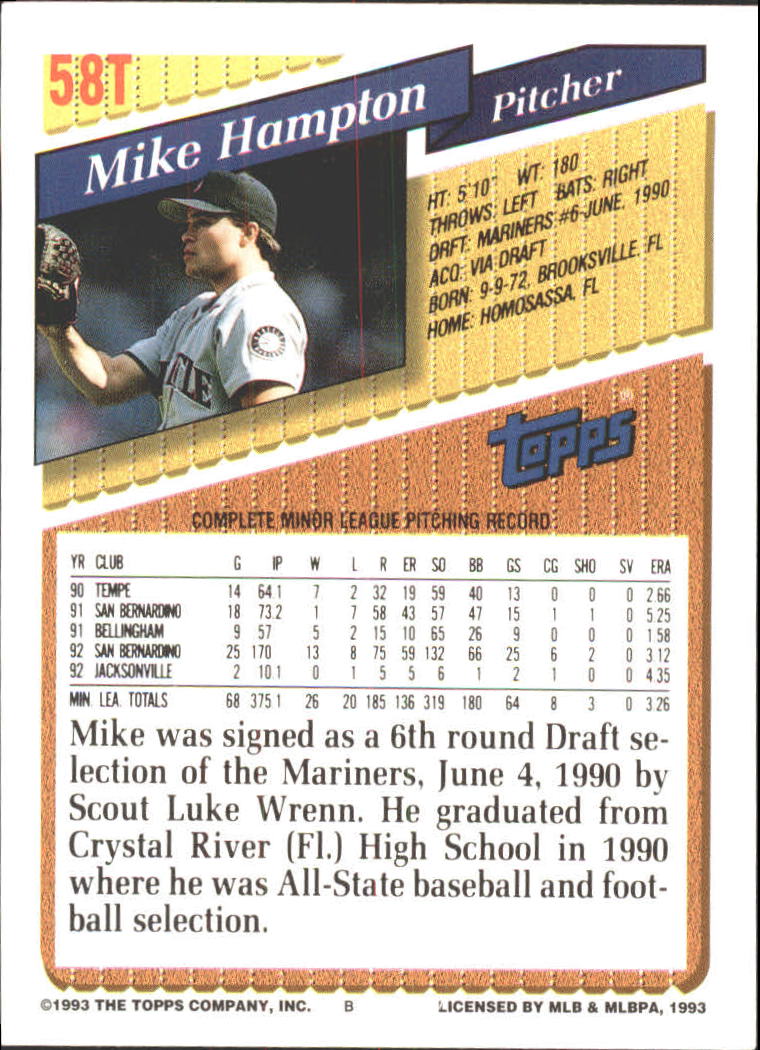 58T
Mike Hampton
Pitcher
HT: 5'10" WT: 180
THROWS: LEFT BATS: RIGHT
DRFT: MARINERS #6-JUNE, 1990
ACQ: VIA DRAFT
BORN: 9-9-72, BROOKSVILLE, FL
HOME: HOMOSASSA, FL
TTLE
Topps®
COMPLETE MINOR LEAGUE PITCHING RECORD
YR CLUB G IP W L R ER SO BB GS CG SHO SV ERA
90 TEMPE 14 64.1 7 2 32 19 59 40 13 0 0 0 2.66
91 SAN BERNARDINO 18 73.2 1 7 58 43 57 47 15 1 1 0 5.25
91 BELLINGHAM 9 57 5 2 15 10 65 26 9 0 0 0 1.58
92 SAN BERNARDINO 25 170 13 8 75 59 132 66 25 6 2 0 3.12
92 JACKSONVILLE 2 10.1 0 1 5 5 6 1 2 1 0 0 4.35
MIN. LEA. TOTALS 68 375.1 26 20 185 136 319 180 64 8 3 0 3.26
Mike was signed as a 6th round Draft se-
lection of the Mariners, June 4, 1990 by
Scout Luke Wrenn. He graduated from
Crystal River (Fl.) High School in 1990
where he was All-State baseball and foot-
ball selection.
©1993 THE TOPPS COMPANY, INC. B LICENSED BY MLB & MLBPA, 1993